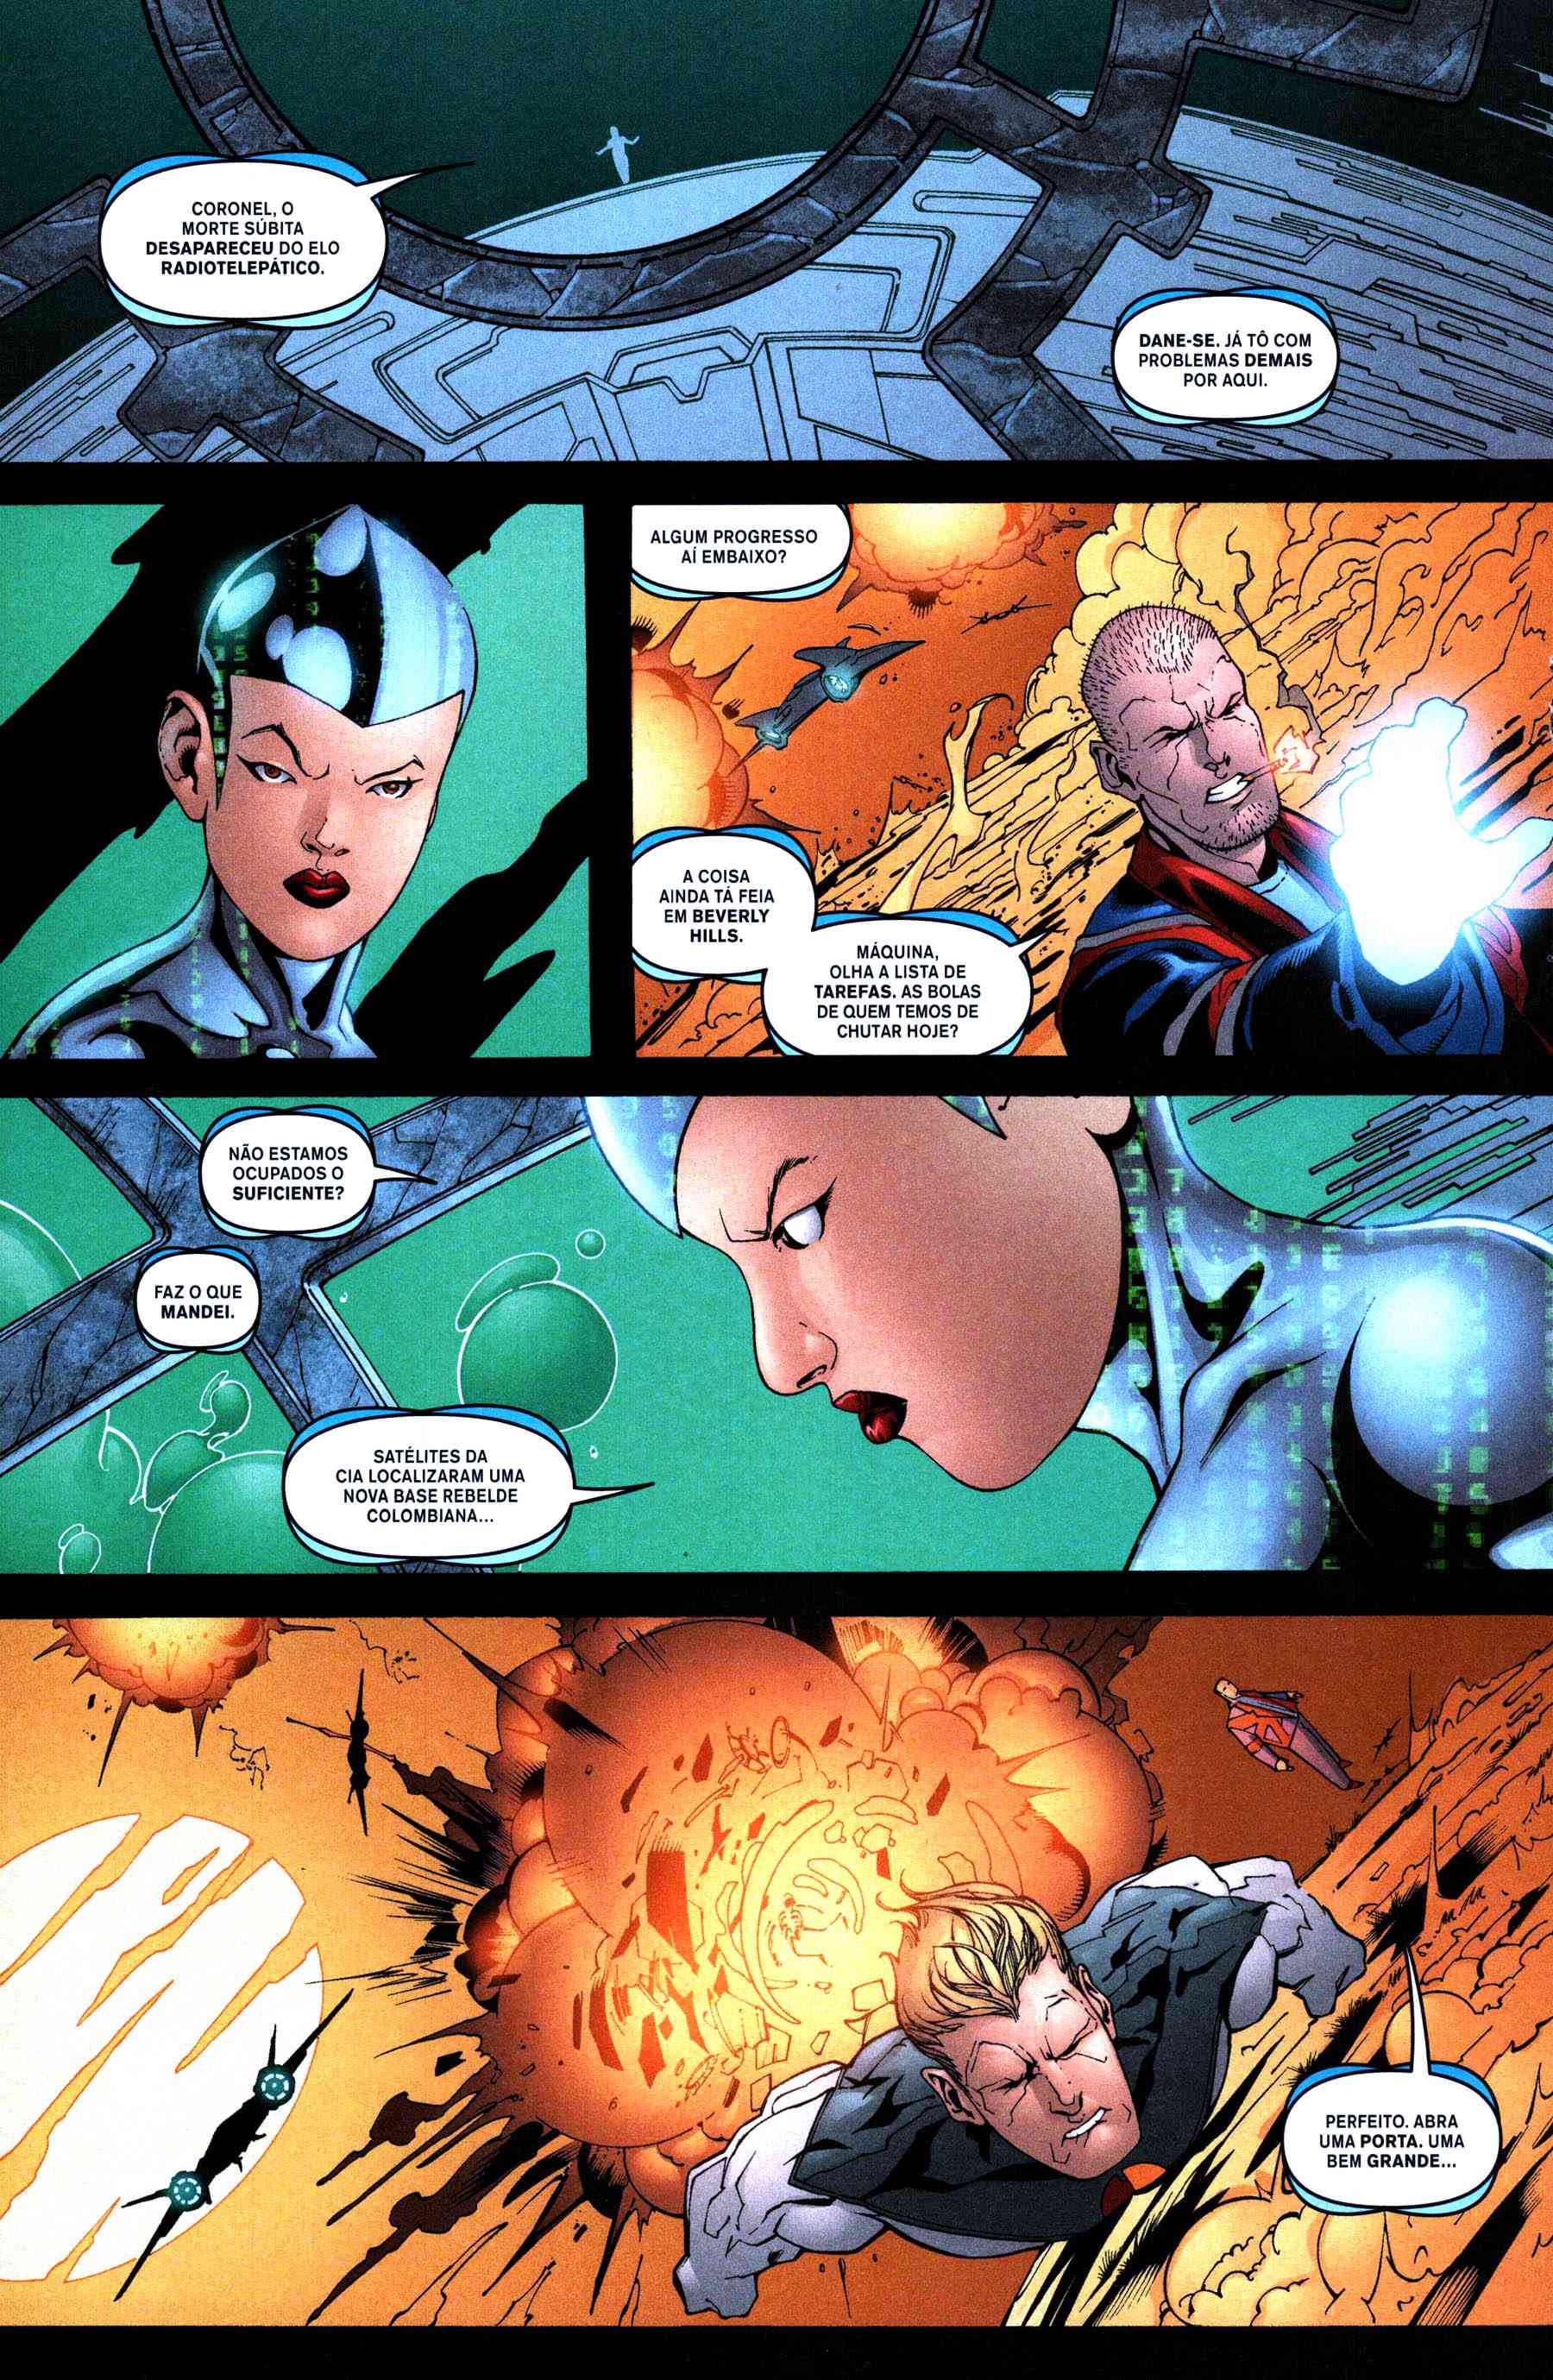 CORONEL, O
MORTE SÚBITA
DESAPARECEU DO ELO
RADIOTELEPÁTICO.
DANE-SE. JÁ TÔ COM
PROBLEMAS DEMAIS
POR AQUI.
ALGUM PROGRESSO
AÍ EMBAIXO?
A COISA
AINDA TÁ FEIA
EM BEVERLY
HILLS.
MÁQUINA,
OLHA A LISTA DE
TAREFAS. AS BOLAS
DE QUEM TEMOS DE
CHUTAR HOJE?
NÃO ESTAMOS
OCUPADOS O
SUFICIENTE?
FAZ O QUE
MANDEI.
SATÉLITES DA
CIA LOCALIZARAM UMA
NOVA BASE REBELDE
COLOMBIANA...
PERFEITO. ABRA
UMA PORTA. UMA
BEM GRANDE...